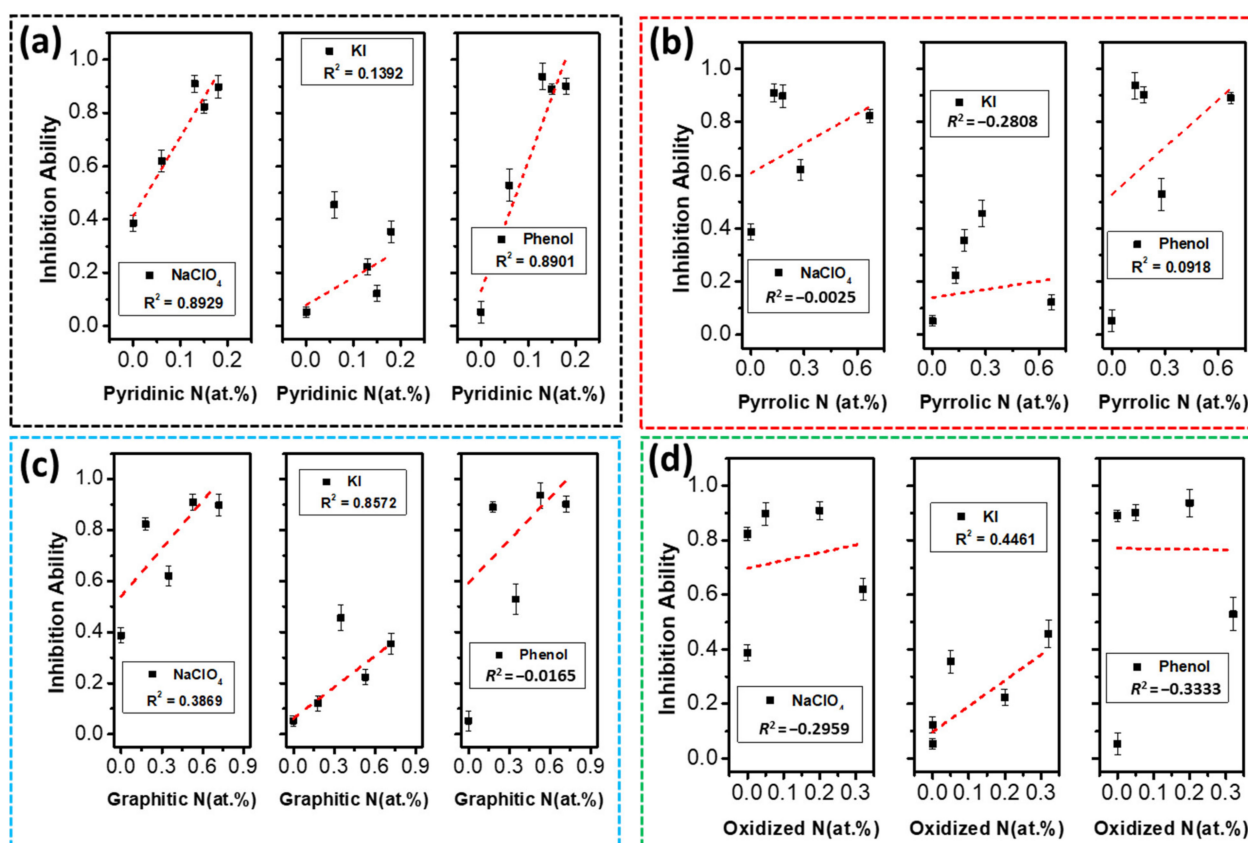 (a)
Inhibition Ability
1.0
0.8
0.6
0.4
0.2
0.0
NaClO₄
R² = 0.8929
0.0 0.1 0.2
Pyridinic N(at.%)
KI
R² = 0.1392
0.0 0.1 0.2
Pyridinic N(at.%)
Phenol
R² = 0.8901
0.0 0.1 0.2
Pyridinic N(at.%)
(b)
Inhibition Ability
1.0
0.8
0.6
0.4
0.2
0.0
NaClO₄
R² = −0.0025
0.0 0.3 0.6
Pyrrolic N (at.%)
KI
R² = −0.2808
0.0 0.3 0.6
Pyrrolic N (at.%)
Phenol
R² = 0.0918
0.0 0.3 0.6
Pyrrolic N (at.%)
(c)
Inhibition Ability
1.0
0.8
0.6
0.4
0.2
0.0
NaClO₄
R² = 0.3869
0.0 0.3 0.6 0.9
Graphitic N(at.%)
KI
R² = 0.8572
0.0 0.3 0.6 0.9
Graphitic N(at.%)
Phenol
R² = −0.0165
0.0 0.3 0.6 0.9
Graphitic N(at.%)
(d)
Inhibition Ability
1.0
0.8
0.6
0.4
0.2
0.0
NaClO₄
R² = −0.2959
0.0 0.1 0.2 0.3
Oxidized N(at.%)
KI
R² = 0.4461
0.0 0.1 0.2 0.3
Oxidized N(at.%)
Phenol
R² = −0.3333
0.0 0.1 0.2 0.3
Oxidized N(at.%)